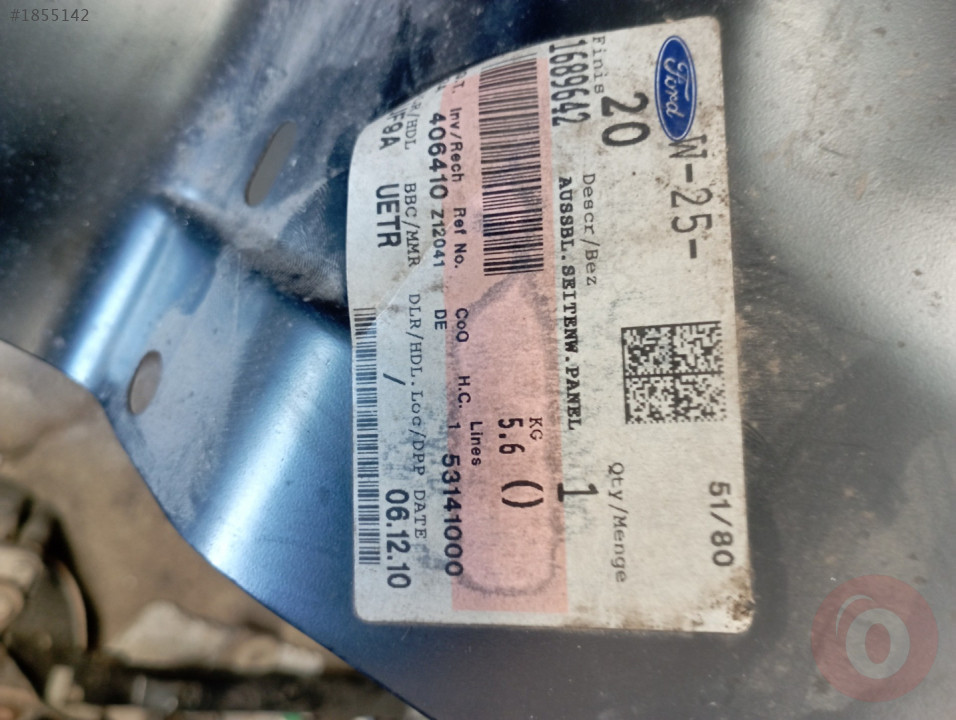 #1855142
Ford
W-25-
51/80
Finis
20
Descr/Bez
Qty/Menge
1689642
AUSSBL.SEITENW.PANEL
1
KG
5.6 ()
Inv/Rech Ref No. CoO H.C. Lines
406410 Z12041 DE 1 53141000
/HDL BBC/MMR DLR/HDL.Loc/DPP DATE
F8A UETR / 06.12.10